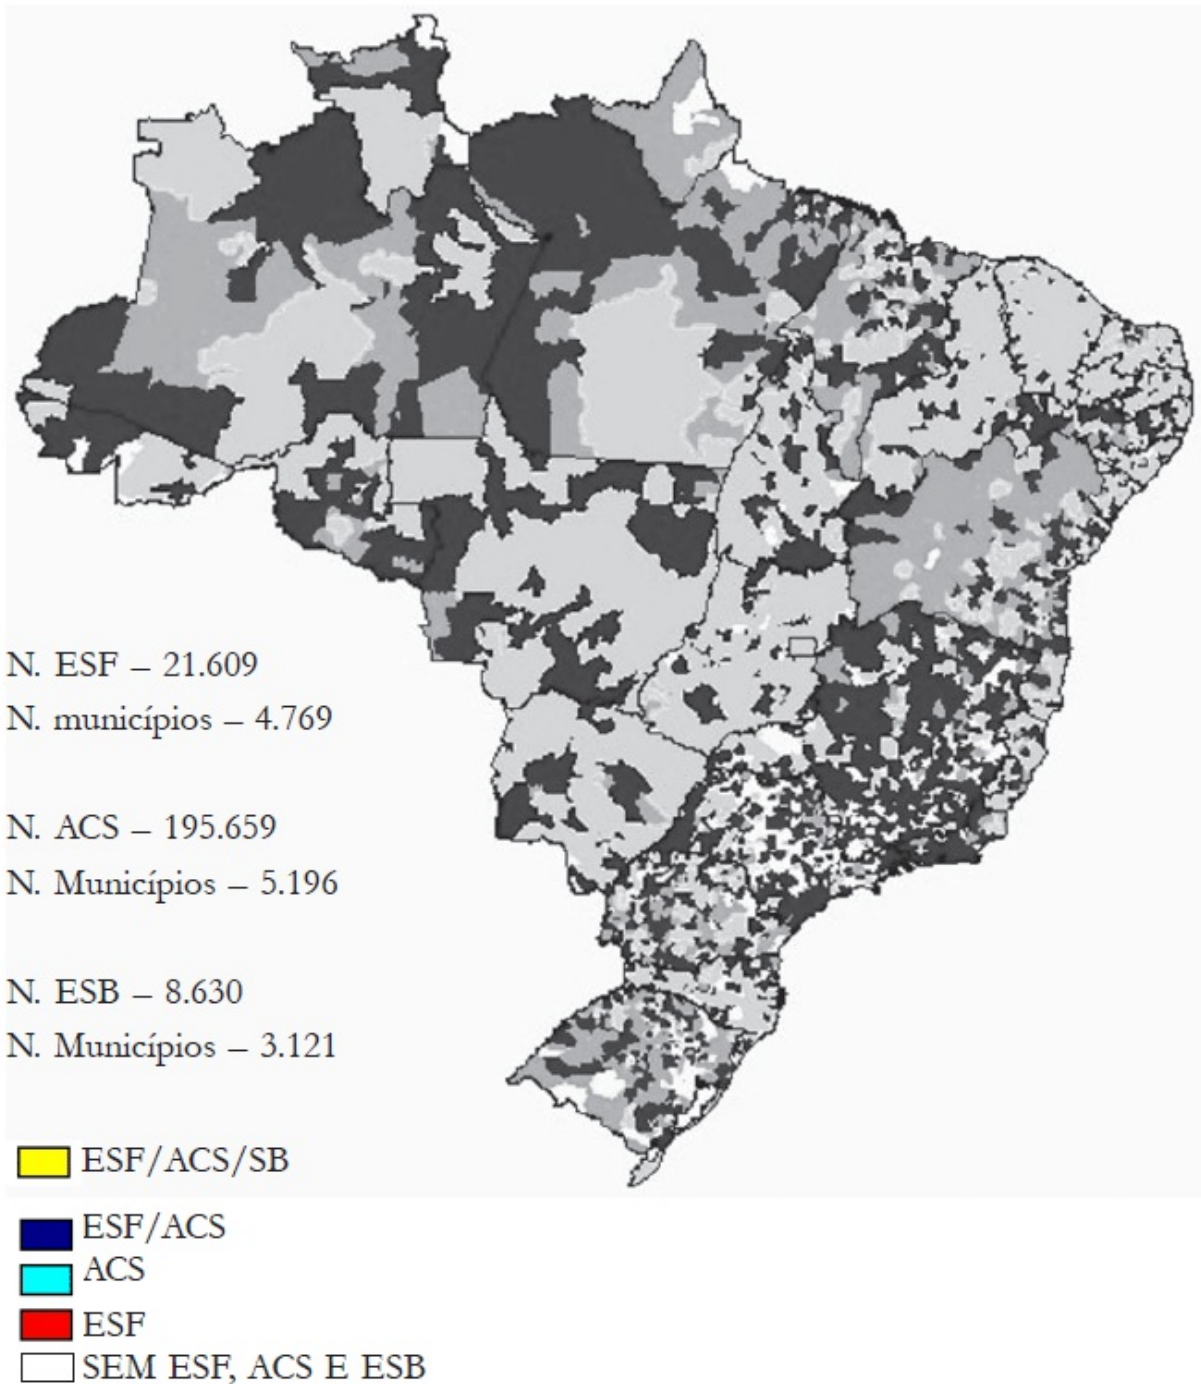 N. ESF – 21.609
N. municípios – 4.769
N. ACS – 195.659
N. Municípios – 5.196
N. ESB – 8.630
N. Municípios – 3.121
ESF/ACS/SB
ESF/ACS
ACS
ESF
SEM ESF, ACS E ESB